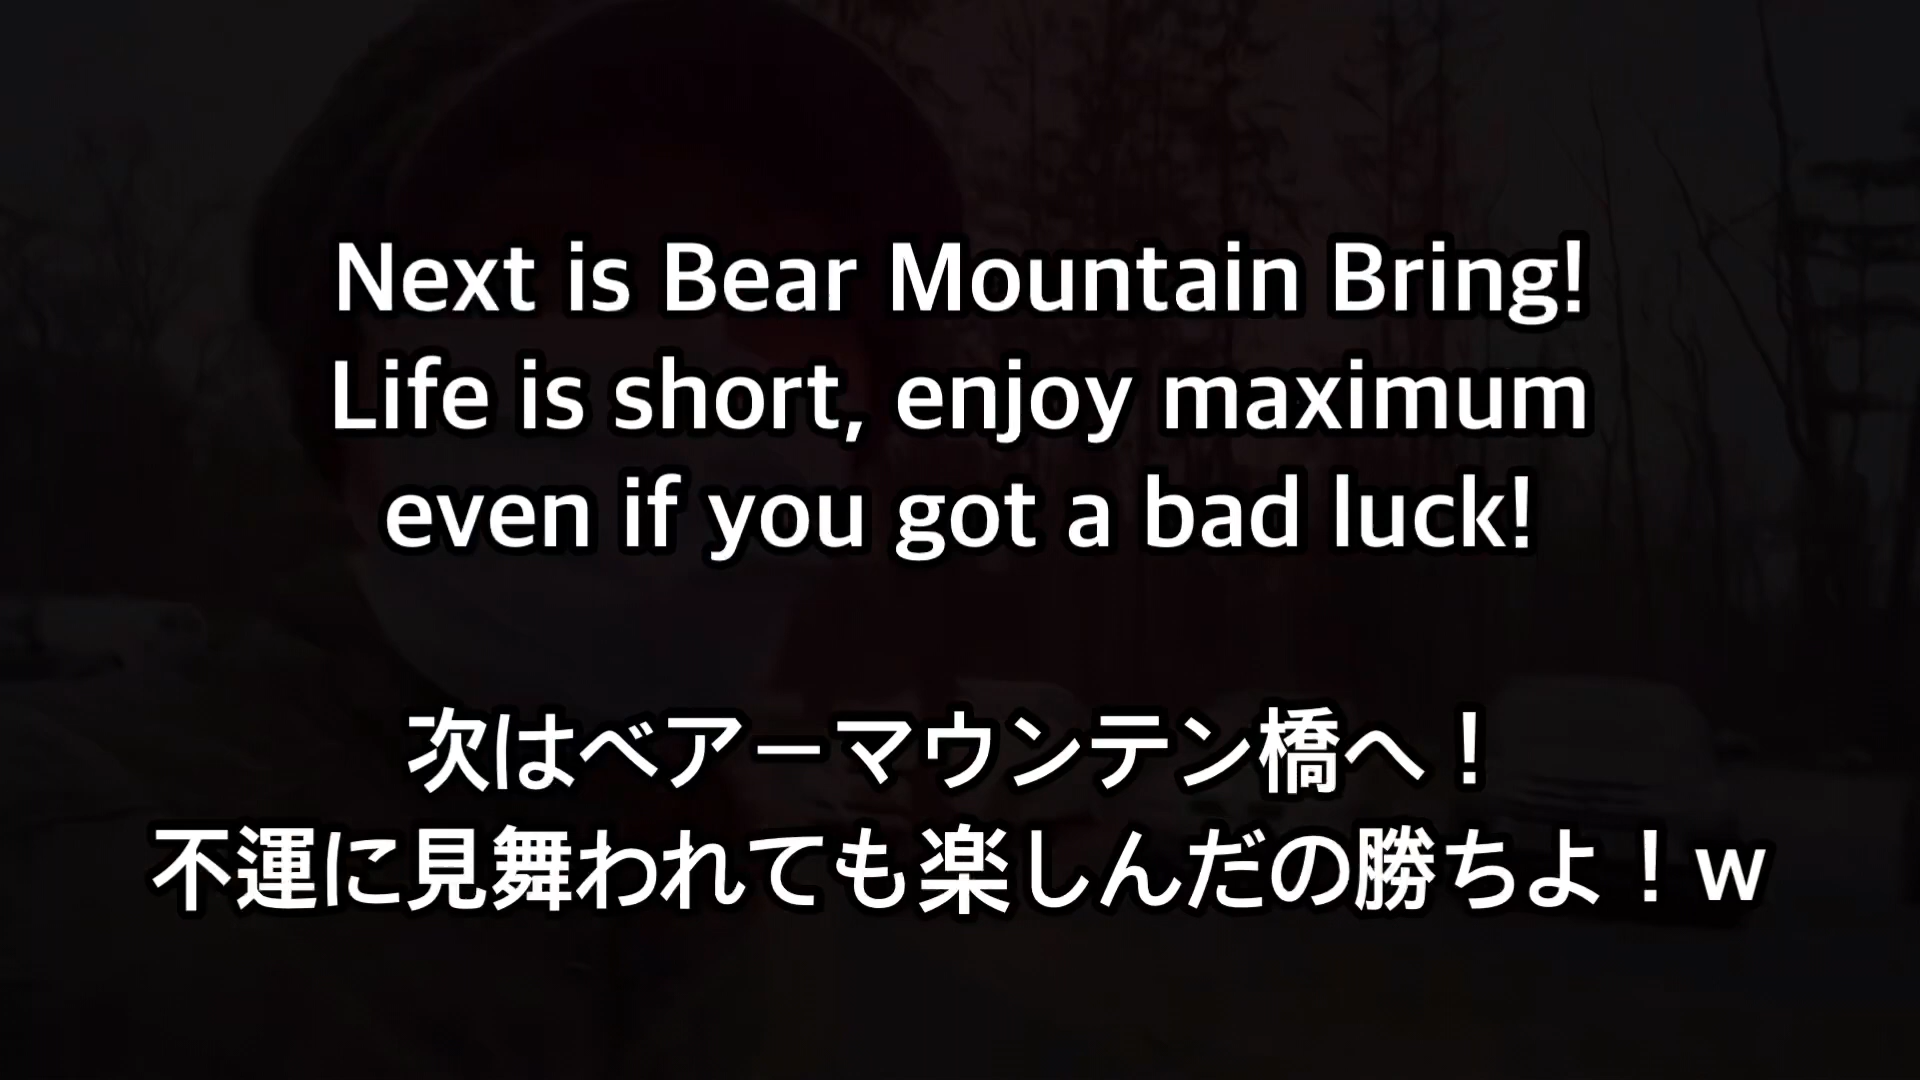 Next is Bear Mountain Bring!
Life is short, enjoy maximum
even if you got a bad luck!
次はベアーマウンテン橋へ！
不運に見舞われても楽しんだの勝ちよ！w